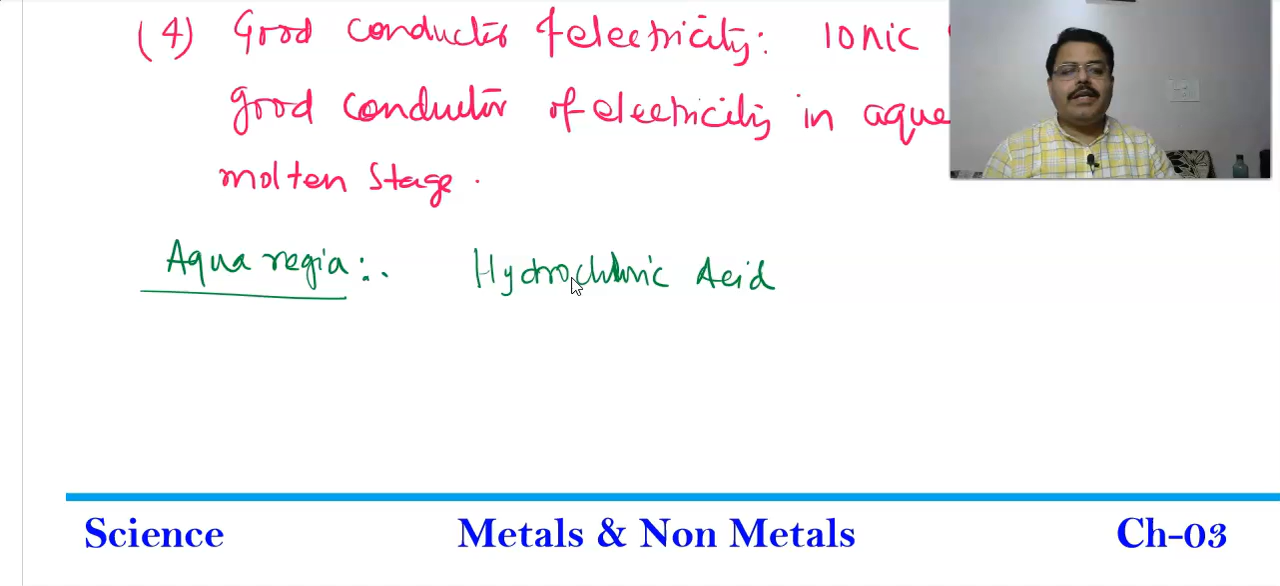 (4) Good conductor of electricity: Ionic
good conductor of electricity in aque
molten stage.
Aqua regia :. Hydrochloric Acid
Science Metals & Non Metals Ch-03